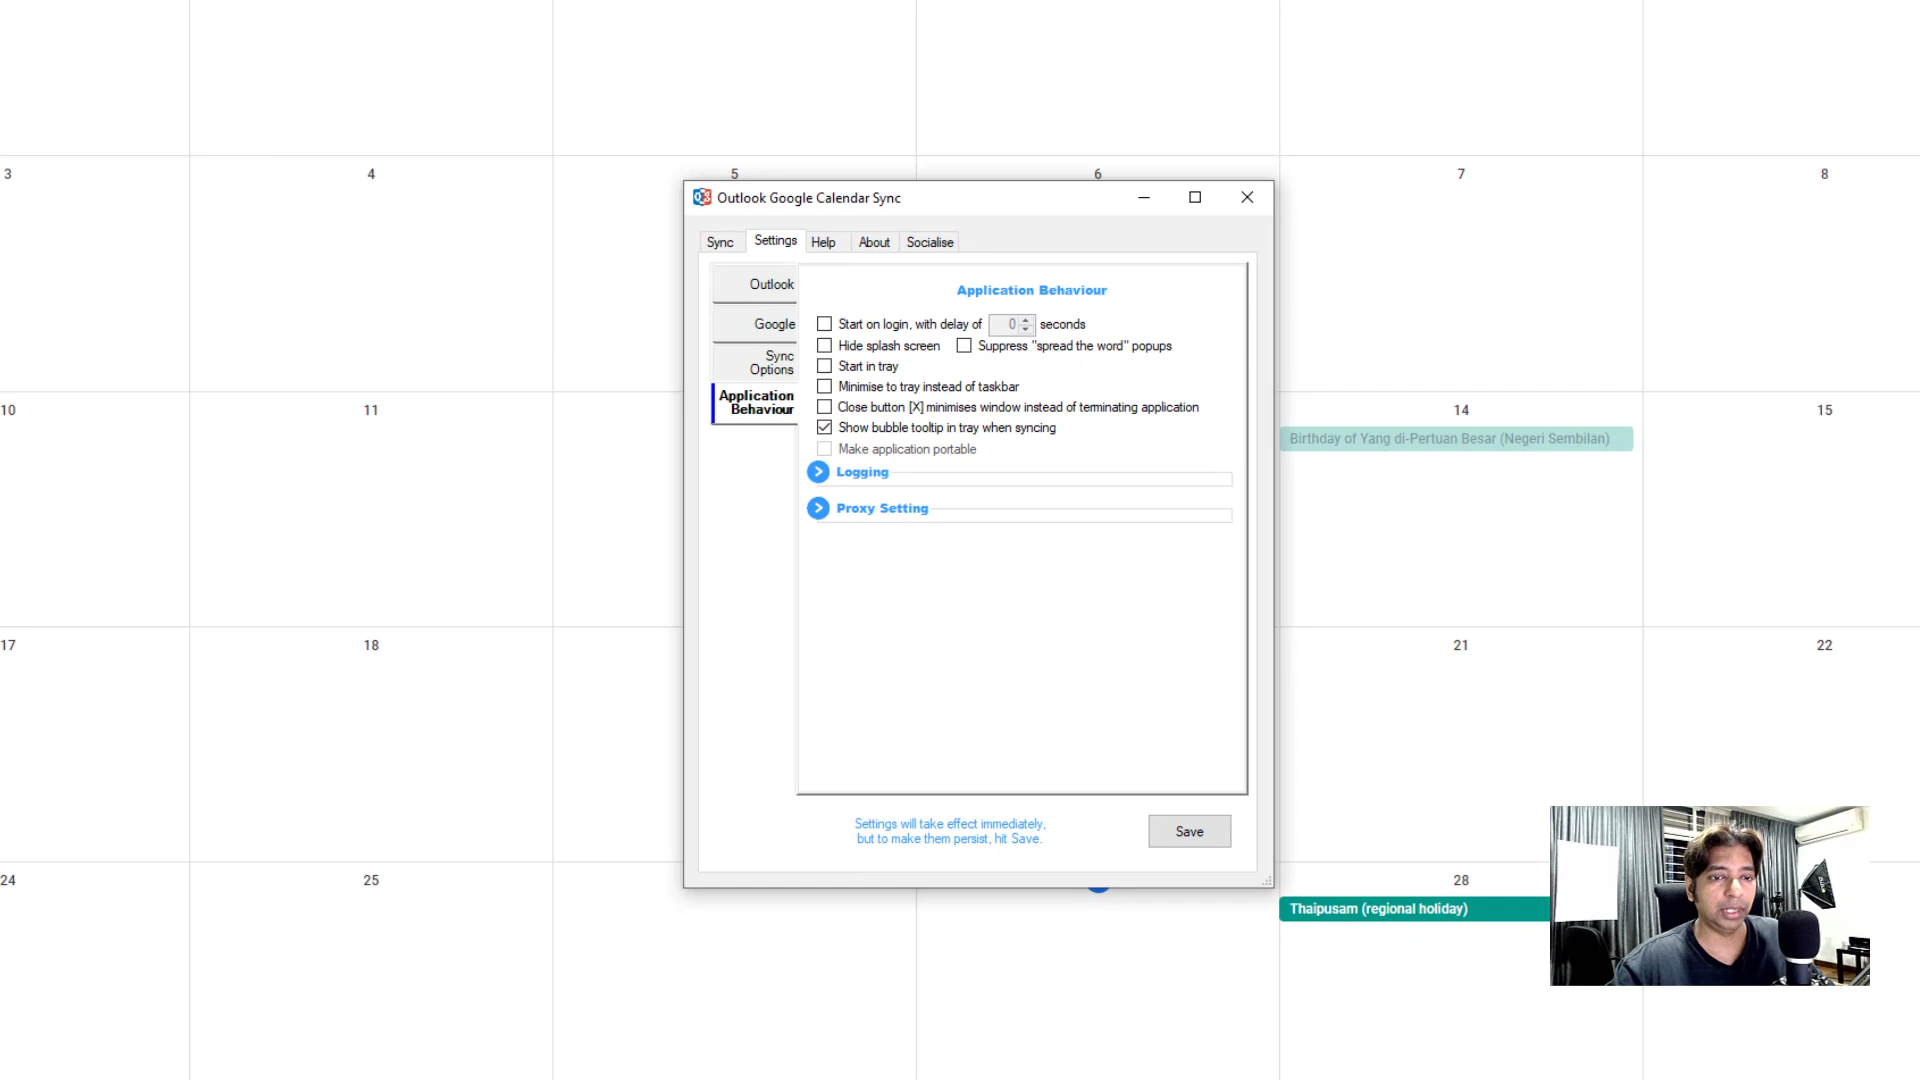 3
4
5
6
7
8
Outlook Google Calendar Sync
Sync
Settings
Help
About
Socialise
Outlook
Google
Sync
Options
Application
Behaviour
Application Behaviour
Start on login, with delay of 0 seconds
Hide splash screen
Suppress "spread the word" popups
Start in tray
Minimise to tray instead of taskbar
Close button [X] minimises window instead of terminating application
Show bubble tooltip in tray when syncing
Make application portable
Logging
Proxy Setting
Settings will take effect immediately,
but to make them persist, hit Save.
Save
10
11
14
15
Birthday of Yang di-Pertuan Besar (Negeri Sembilan)
17
18
21
22
24
25
28
Thaipusam (regional holiday)